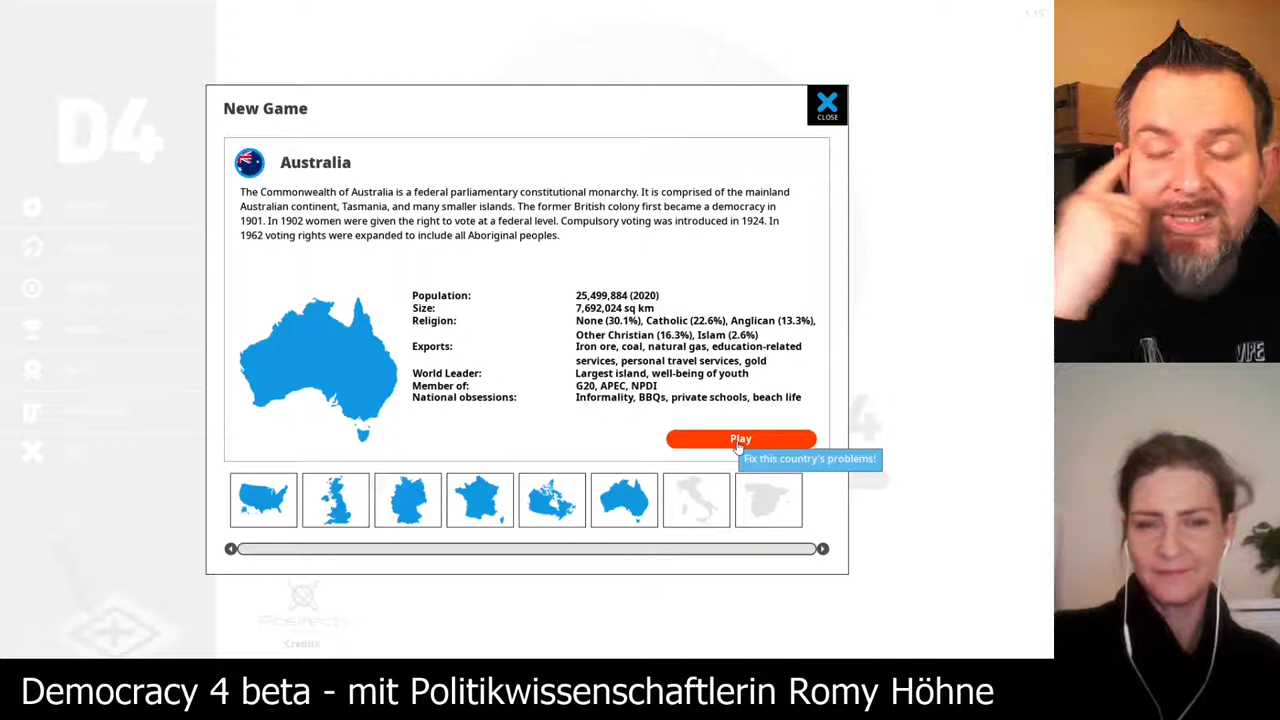 1.15
D4
New Game
CLOSE
Australia
The Commonwealth of Australia is a federal parliamentary constitutional monarchy. It is comprised of the mainland
Australian continent, Tasmania, and many smaller islands. The former British colony first became a democracy in
1901. In 1902 women were given the right to vote at a federal level. Compulsory voting was introduced in 1924. In
1962 voting rights were expanded to include all Aboriginal peoples.
Population: 25,499,884 (2020)
Size: 7,692,024 sq km
Religion: None (30.1%), Catholic (22.6%), Anglican (13.3%),
Other Christian (16.3%), Islam (2.6%)
Exports: Iron ore, coal, natural gas, education-related
services, personal travel services, gold
World Leader: Largest island, well-being of youth
Member of: G20, APEC, NPDI
National obsessions: Informality, BBQs, private schools, beach life
Play
Fix this country's problems!
Credits
Democracy 4 beta - mit Politikwissenschaftlerin Romy Höhne